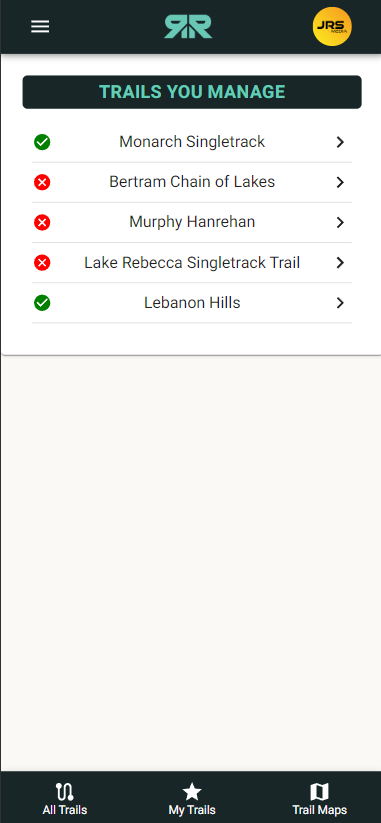 RR
JRS
MEDIA
TRAILS YOU MANAGE
Monarch Singletrack
Bertram Chain of Lakes
Murphy Hanrehan
Lake Rebecca Singletrack Trail
Lebanon Hills
All Trails
My Trails
Trail Maps